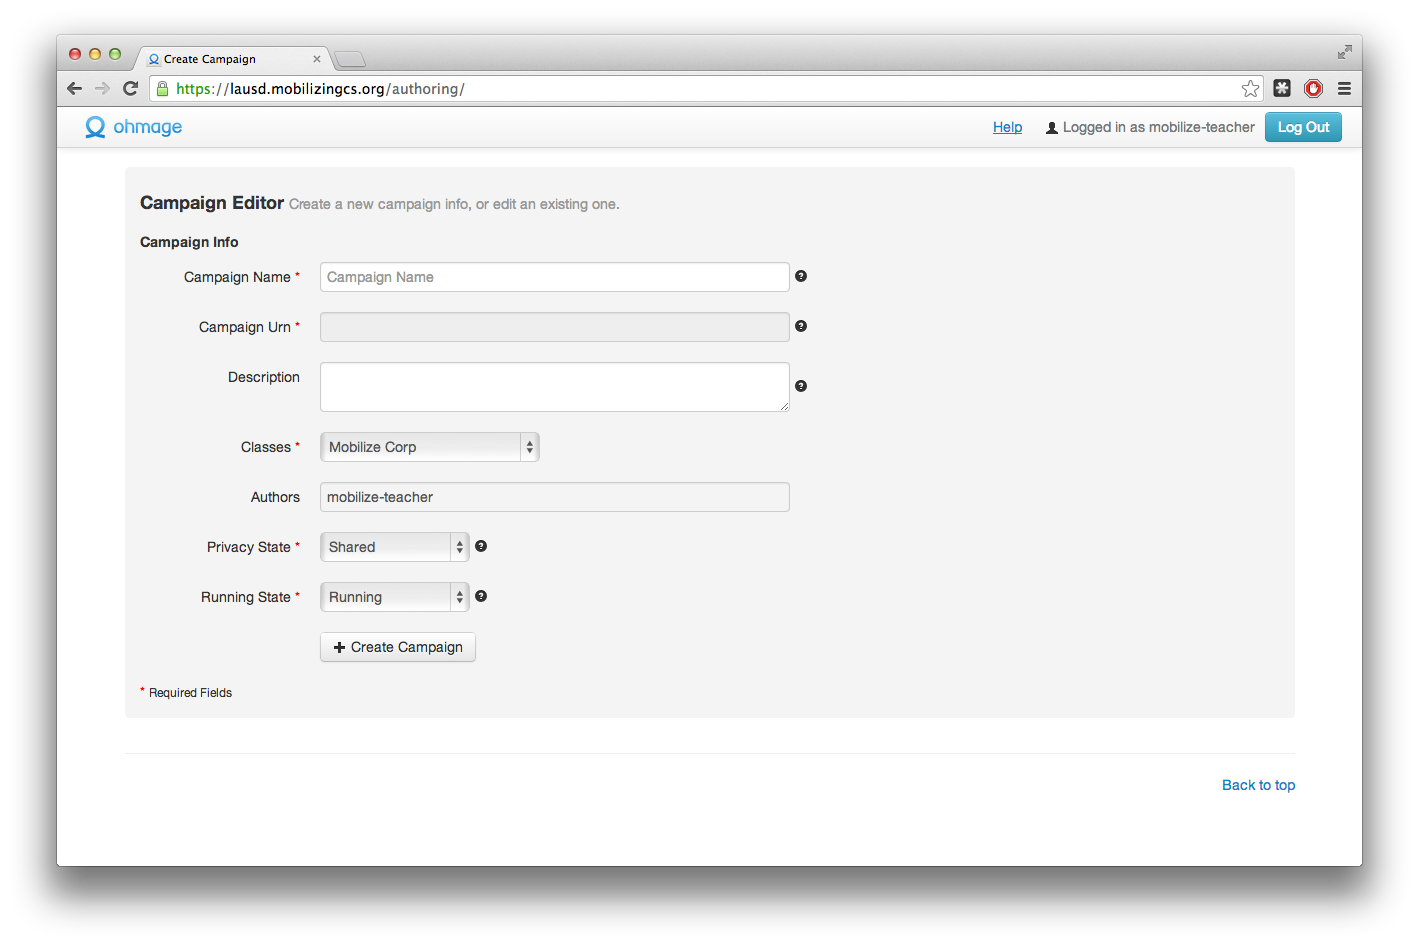 Create Campaign
https://lausd.mobilizingcs.org/authoring/
ohmage
Help Logged in as mobilize-teacher Log Out
Campaign Editor Create a new campaign info, or edit an existing one.
Campaign Info
Campaign Name * Campaign Name
Campaign Urn *
Description
Classes * Mobilize Corp
Authors mobilize-teacher
Privacy State * Shared
Running State * Running
Create Campaign
* Required Fields
Back to top